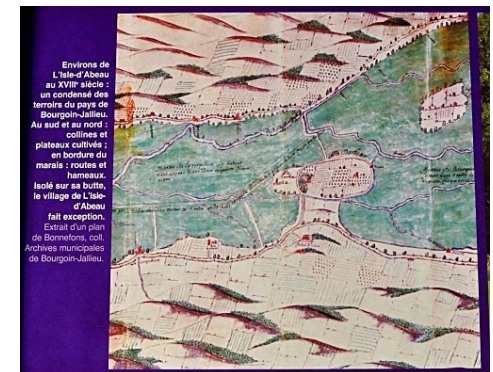 Environs de
L'Isle-d'Abeau
au XVIIIᵉ siècle :
un condensé des
terroirs du pays de
Bourgoin-Jallieu.
Au sud et au nord :
collines et
plateaux cultivés ;
en bordure du
marais : routes et
hameaux.
Isolé sur sa butte,
le village de L'Isle-
d'Abeau
fait exception.
Extrait d'un plan
de Bonnefons, coll.
Archives municipales
de Bourgoin-Jallieu.